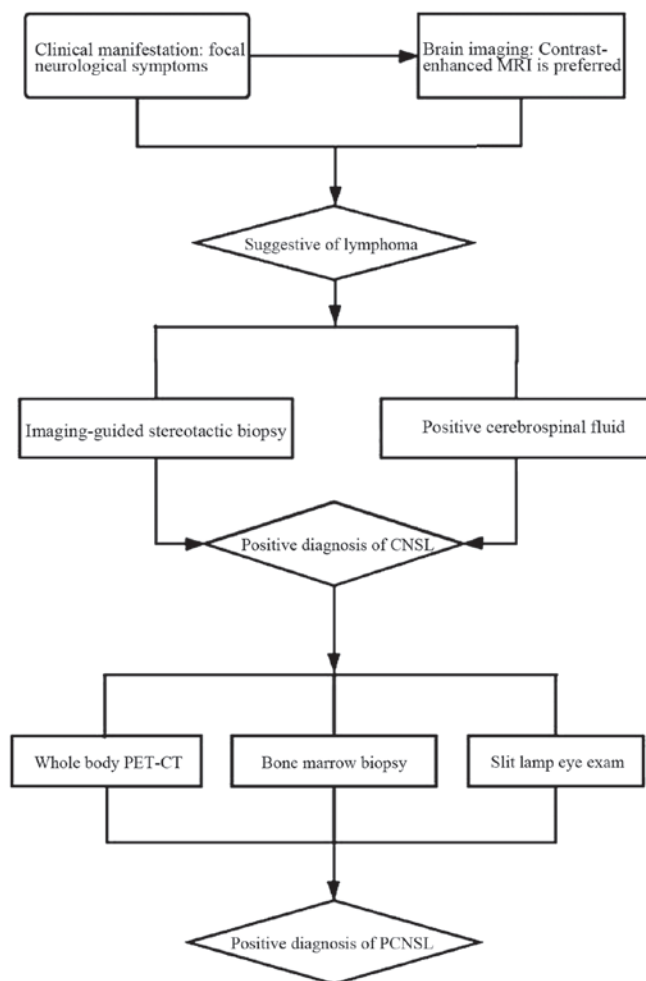 Clinical manifestation: focal
neurological symptoms
Brain imaging: Contrast-
enhanced MRI is preferred
Suggestive of lymphoma
Imaging-guided stereotactic biopsy
Positive cerebrospinal fluid
Positive diagnosis of CNSL
Whole body PET-CT
Bone marrow biopsy
Slit lamp eye exam
Positive diagnosis of PCNSL